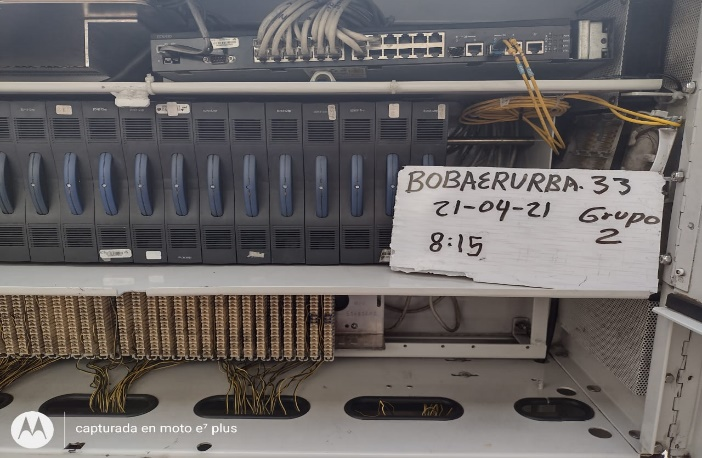 BOBAERURBA.33
21-04-21 Grupo
8:15 2
capturada en moto e⁷ plus